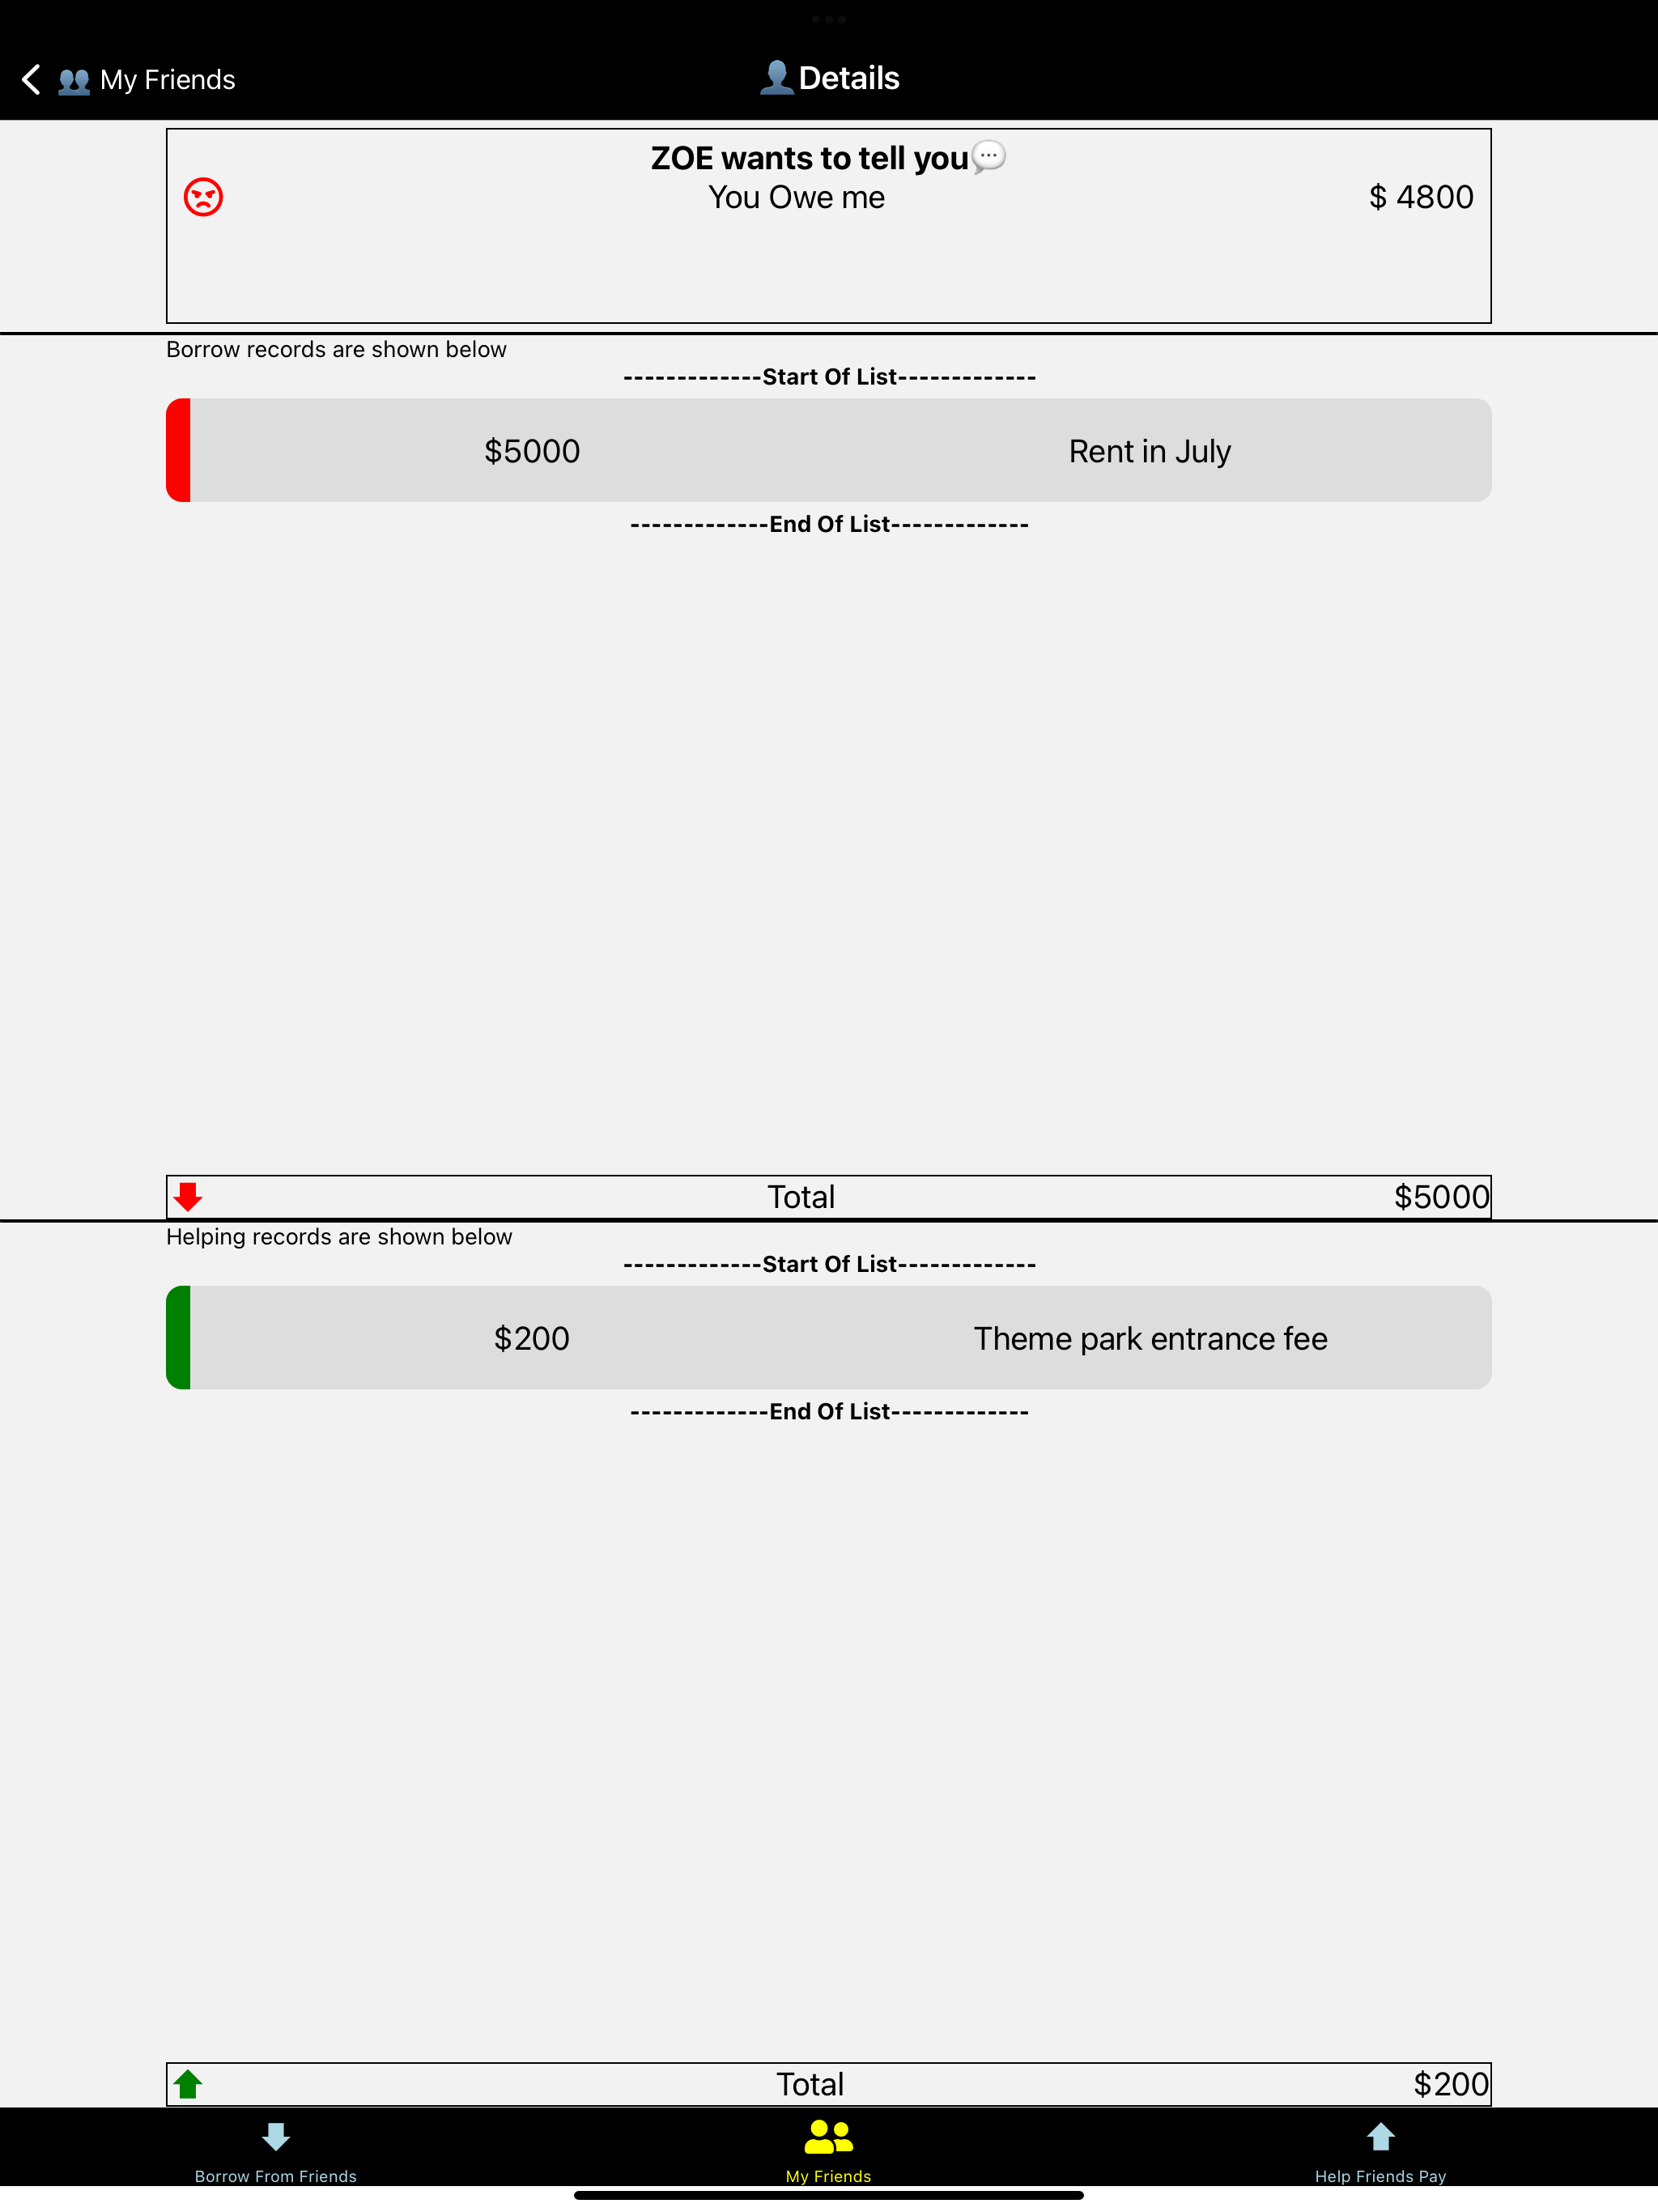 My Friends
Details
ZOE wants to tell you
You Owe me $ 4800
Borrow records are shown below
-------------Start Of List-------------
$5000 Rent in July
-------------End Of List-------------
Total $5000
Helping records are shown below
-------------Start Of List-------------
$200 Theme park entrance fee
-------------End Of List-------------
Total $200
Borrow From Friends My Friends Help Friends Pay